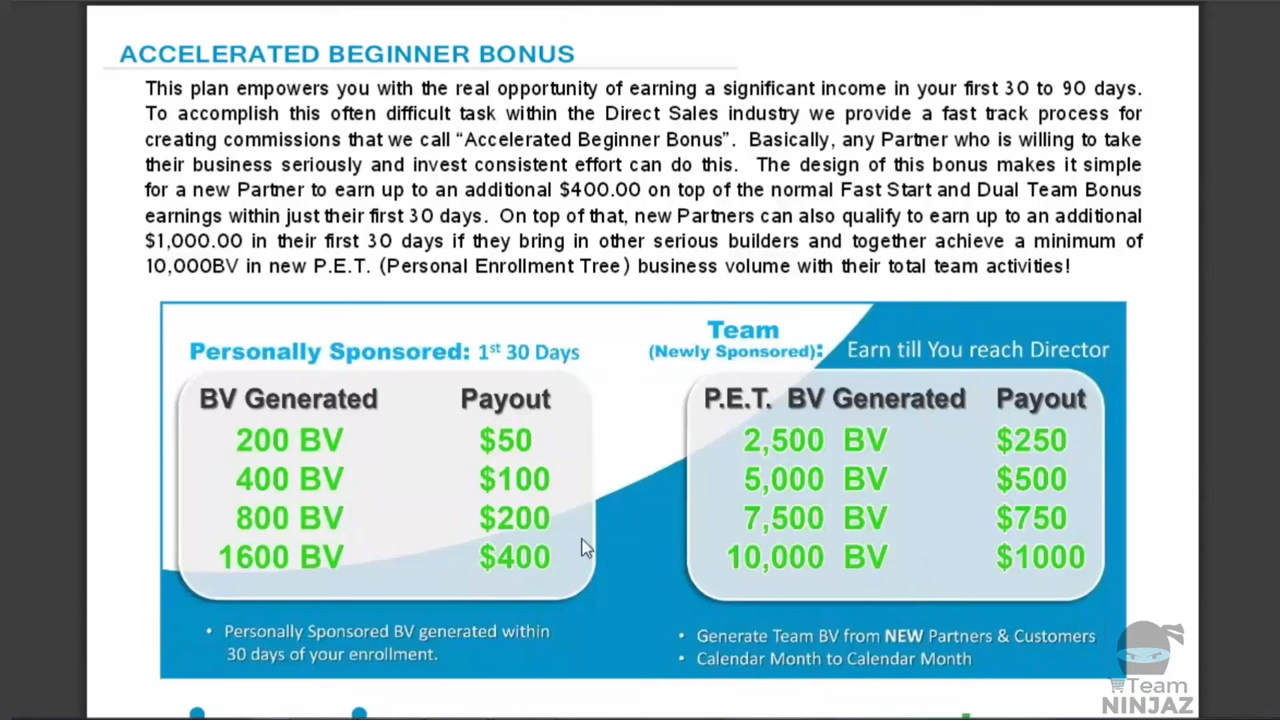 ACCELERATED BEGINNER BONUS
This plan empowers you with the real opportunity of earning a significant income in your first 30 to 90 days.
To accomplish this often difficult task within the Direct Sales industry we provide a fast track process for
creating commissions that we call “Accelerated Beginner Bonus”. Basically, any Partner who is willing to take
their business seriously and invest consistent effort can do this. The design of this bonus makes it simple
for a new Partner to earn up to an additional $400.00 on top of the normal Fast Start and Dual Team Bonus
earnings within just their first 30 days. On top of that, new Partners can also qualify to earn up to an additional
$1,000.00 in their first 30 days if they bring in other serious builders and together achieve a minimum of
10,000BV in new P.E.T. (Personal Enrollment Tree) business volume with their total team activities!
Personally Sponsored: 1st 30 Days
BV Generated Payout
200 BV $50
400 BV $100
800 BV $200
1600 BV $400
• Personally Sponsored BV generated within
30 days of your enrollment.
Team
(Newly Sponsored): Earn till You reach Director
P.E.T. BV Generated Payout
2,500 BV $250
5,000 BV $500
7,500 BV $750
10,000 BV $1000
• Generate Team BV from NEW Partners & Customers
• Calendar Month to Calendar Month
Team
NINJAZ